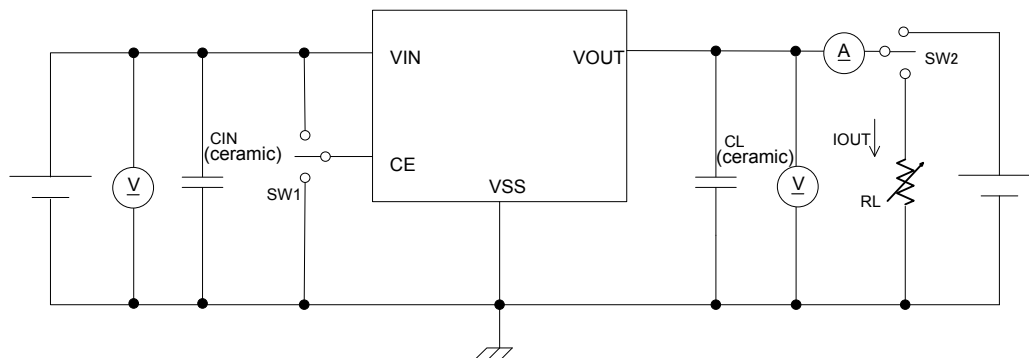 VIN
VOUT
A
SW2
CIN
(ceramic)
CE
SW1
VSS
V
CL
(ceramic)
V
IOUT
RL